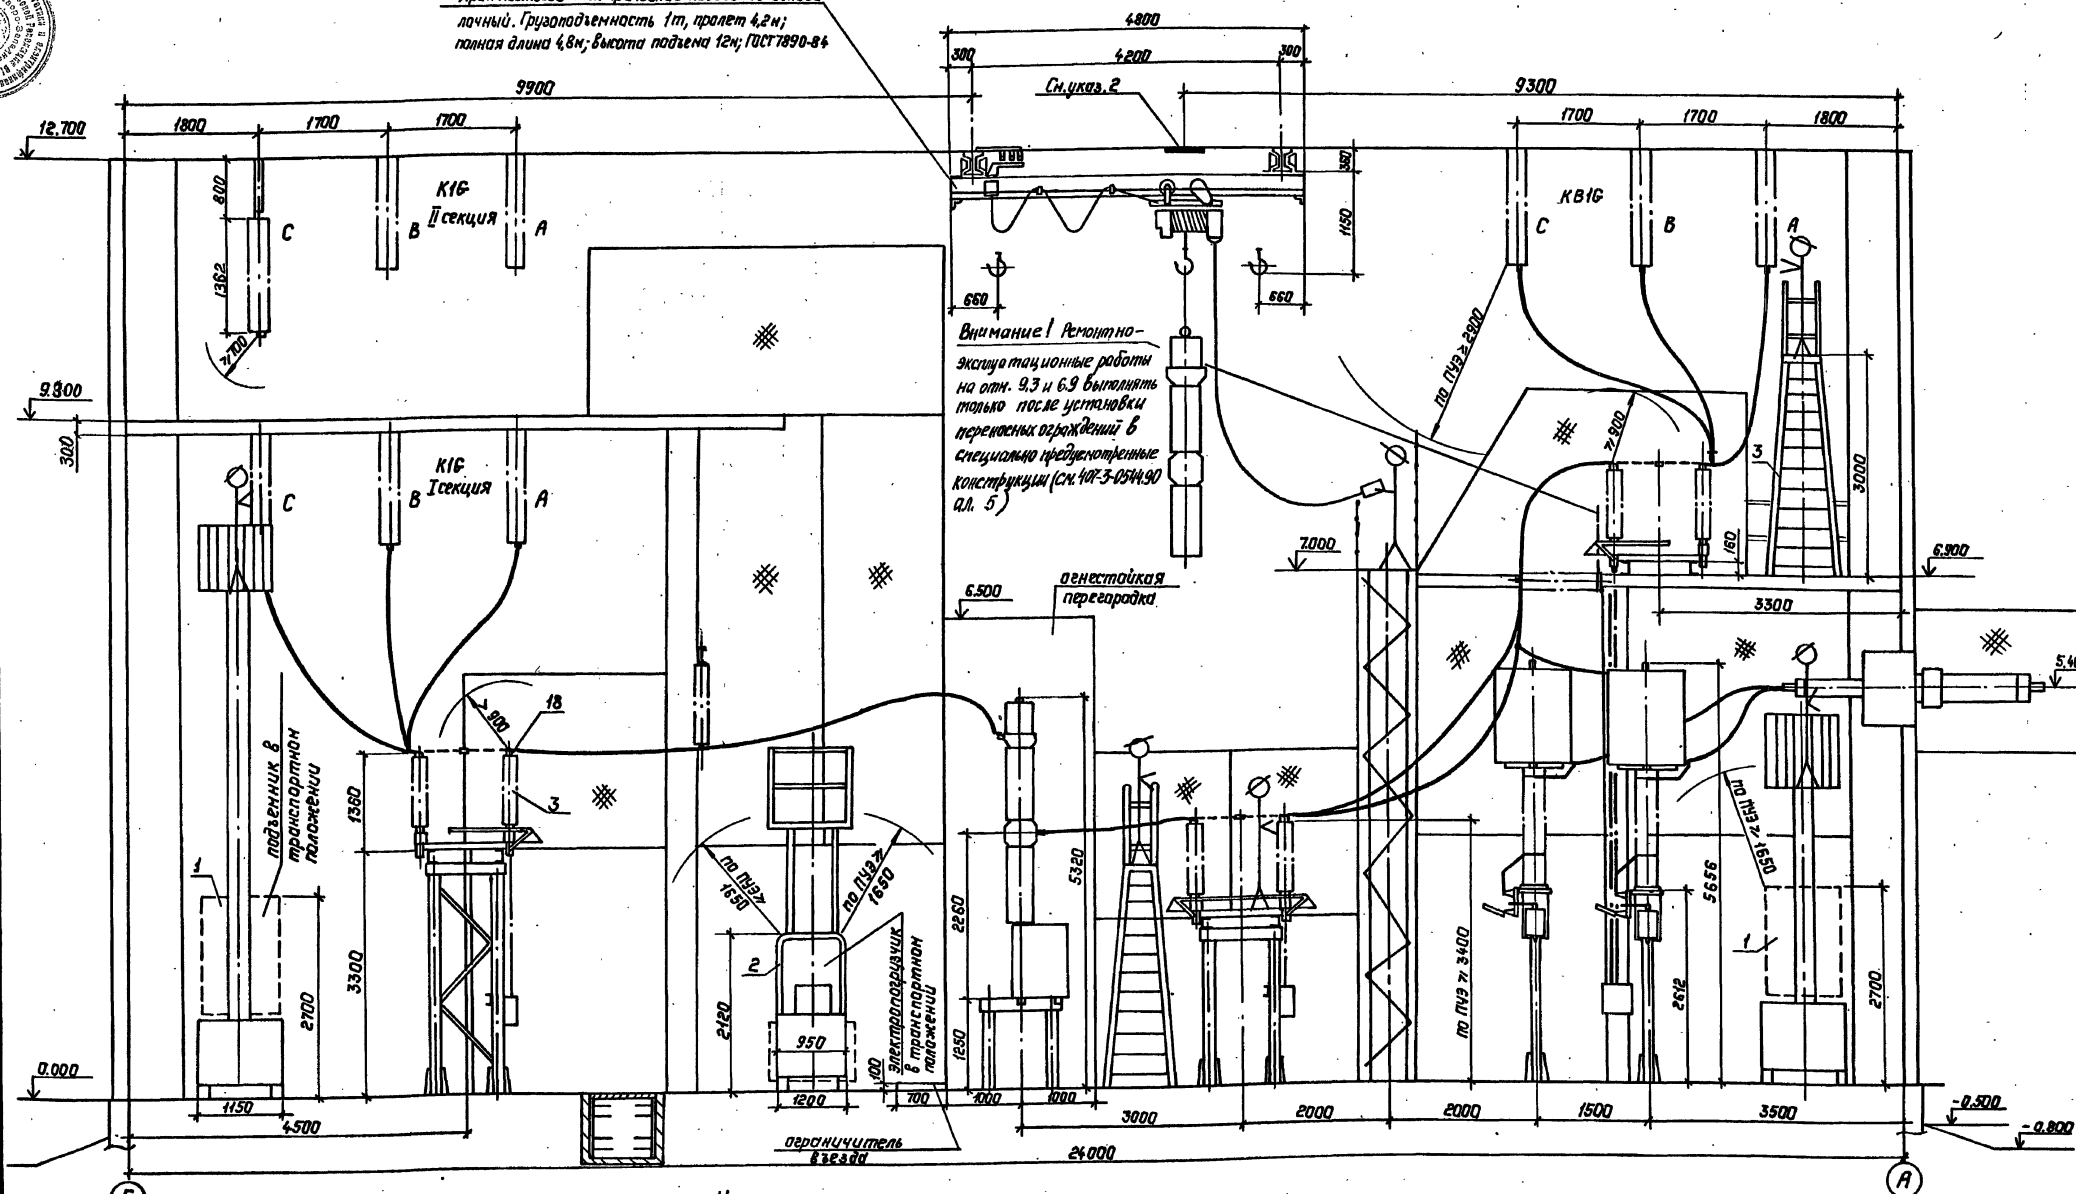 лочный. Грузоподъемность 1т, пролет 4,2м;
полная длина 4,8м; высота подъема 12м; ГОСТ 7890-84
4800
300
4200
300
9900
См. указ. 2
9300
12.700
1800
1700
1700
1700
1700
1800
360
800
К1G
II секция
КВ1G
С
В
А
С
В
А
1150
1362
660
660
≥700
Внимание! Ремонтно-
эксплуатационные работы
на отм. 9.3 и 6.9 выполнять
только после установки
переносных ограждений в
специально предусмотренные
конструкции (см. 407-3-0544.90
ал. 5)
по ПУЭ ≥ 2900
9.300
300
≥900
3
3000
К1G
I секция
С
В
А
7.000
160
6.900
огнестойкая
перегородка
6.500
3300
5.4
≥900
18
подъемник в
транспортном
положении
1360
3
1
по ПУЭ ≥
1650
по ПУЭ ≥
1650
5320
2260
по ПУЭ ≥ 3400
5656
по ПУЭ ≥ 1650
1
2
3300
2700
2120
950
электропогрузчик
в транспортном
положении
100
1250
2612
2700
0.000
1150
1200
700
1000
1000
4500
3000
2000
2000
1500
3500
-0.500
-0.800
ограничитель
въезда
24000
А